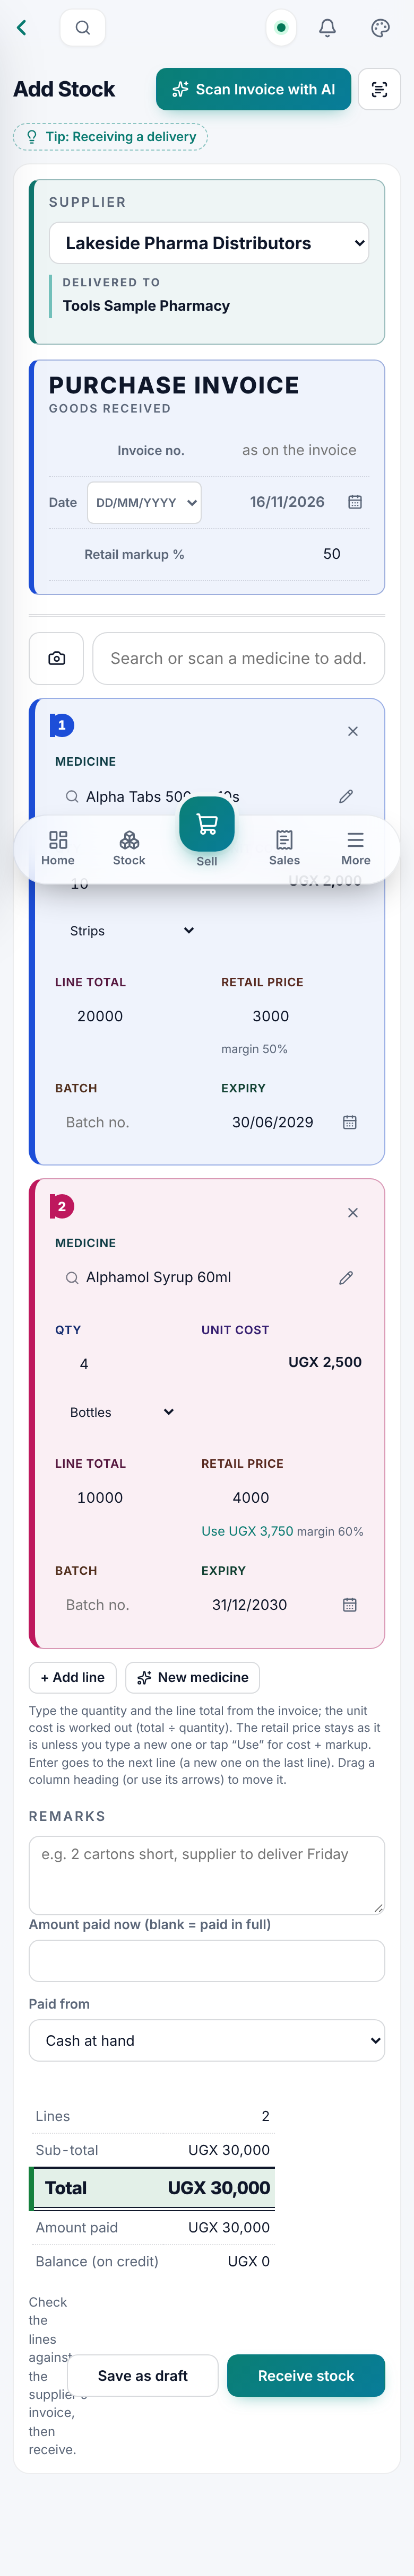 Add Stock
Scan Invoice with AI
Tip: Receiving a delivery
SUPPLIER
Lakeside Pharma Distributors
DELIVERED TO
Tools Sample Pharmacy
PURCHASE INVOICE
GOODS RECEIVED
Invoice no. as on the invoice
Date DD/MM/YYYY 16/11/2026
Retail markup % 50
Search or scan a medicine to add.
1
MEDICINE
Alpha Tabs 500
Home Stock Sell Sales More
10 UGX 2,000
Strips
LINE TOTAL RETAIL PRICE
20000 3000
margin 50%
BATCH EXPIRY
Batch no. 30/06/2029
2
MEDICINE
Alphamol Syrup 60ml
QTY UNIT COST
4 UGX 2,500
Bottles
LINE TOTAL RETAIL PRICE
10000 4000
Use UGX 3,750 margin 60%
BATCH EXPIRY
Batch no. 31/12/2030
+ Add line New medicine
Type the quantity and the line total from the invoice; the unit
cost is worked out (total ÷ quantity). The retail price stays as it
is unless you type a new one or tap “Use” for cost + markup.
Enter goes to the next line (a new one on the last line). Drag a
column heading (or use its arrows) to move it.
REMARKS
e.g. 2 cartons short, supplier to deliver Friday
Amount paid now (blank = paid in full)
Paid from
Cash at hand
Lines 2
Sub-total UGX 30,000
Total UGX 30,000
Amount paid UGX 30,000
Balance (on credit) UGX 0
Check
the
lines
against
the
supplier's
invoice,
then
receive.
Save as draft Receive stock